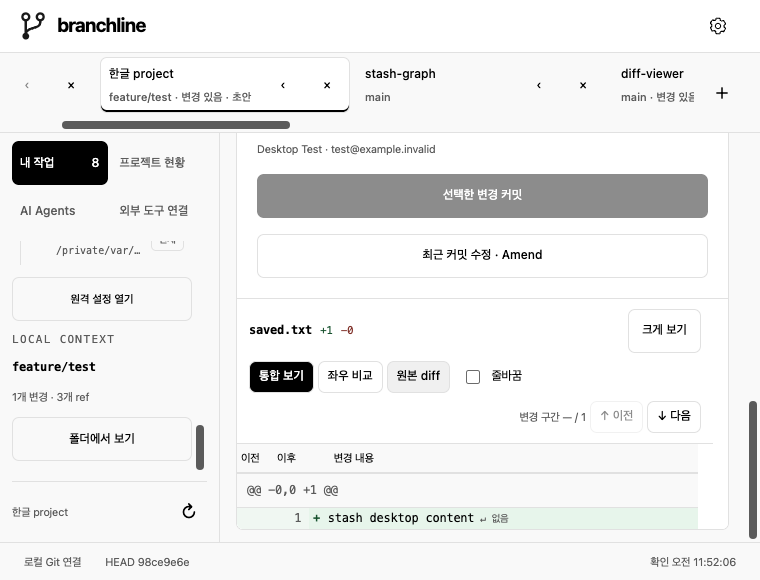 branchline
‹ × 한글 project ‹ × stash-graph ‹ × diff-viewer +
feature/test · 변경 있음 · 초안 main main · 변경 있음
내 작업 8 프로젝트 현황
AI Agents 외부 도구 연결
/private/var/…
원격 설정 열기
LOCAL CONTEXT
feature/test
1개 변경 · 3개 ref
폴더에서 보기
한글 project
Desktop Test · test@example.invalid
선택한 변경 커밋
최근 커밋 수정 · Amend
saved.txt +1 −0 크게 보기
통합 보기 좌우 비교 원본 diff 줄바꿈
변경 구간 — / 1 ↑ 이전 ↓ 다음
이전 이후 변경 내용
@@ −0,0 +1 @@
1 + stash desktop content ↵ 없음
로컬 Git 연결 HEAD 98ce9e6e 확인 오전 11:52:06